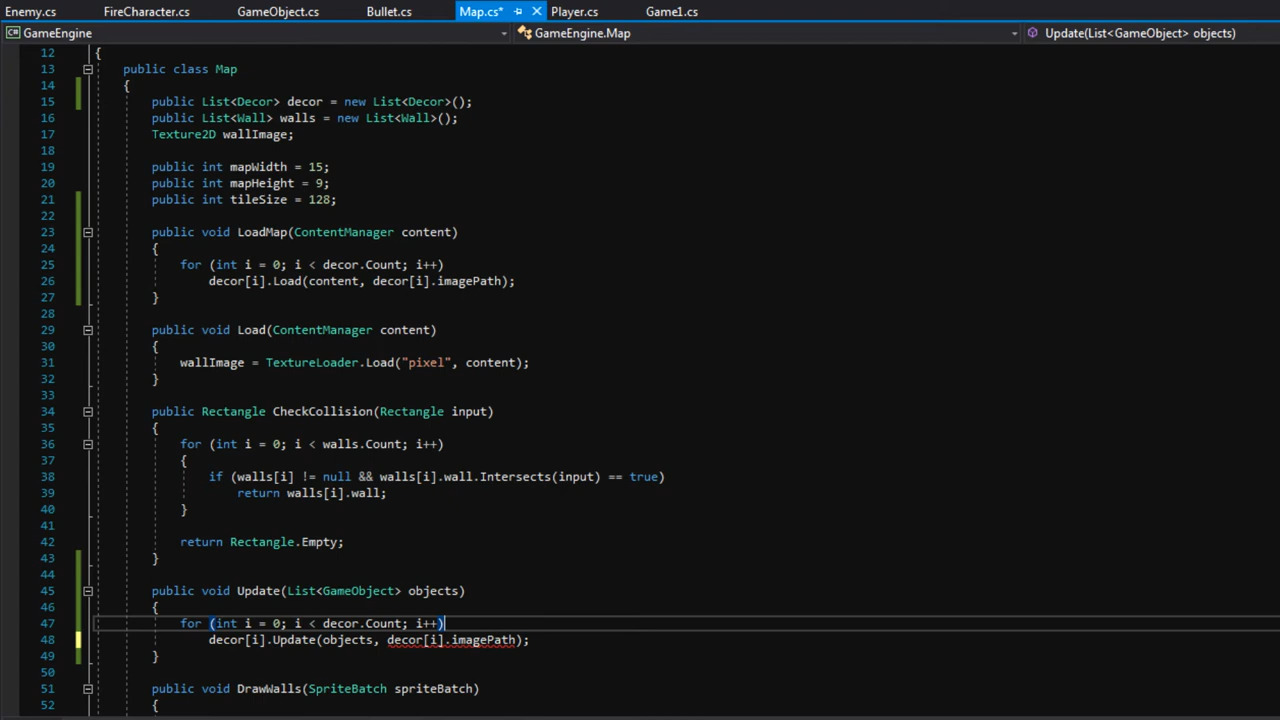 Enemy.cs FireCharacter.cs GameObject.cs Bullet.cs Map.cs* Player.cs Game1.cs
GameEngine GameEngine.Map Update(List<GameObject> objects)
12 {
13 public class Map
14 {
15 public List<Decor> decor = new List<Decor>();
16 public List<Wall> walls = new List<Wall>();
17 Texture2D wallImage;
18
19 public int mapWidth = 15;
20 public int mapHeight = 9;
21 public int tileSize = 128;
22
23 public void LoadMap(ContentManager content)
24 {
25 for (int i = 0; i < decor.Count; i++)
26 decor[i].Load(content, decor[i].imagePath);
27 }
28
29 public void Load(ContentManager content)
30 {
31 wallImage = TextureLoader.Load("pixel", content);
32 }
33
34 public Rectangle CheckCollision(Rectangle input)
35 {
36 for (int i = 0; i < walls.Count; i++)
37 {
38 if (walls[i] != null && walls[i].wall.Intersects(input) == true)
39 return walls[i].wall;
40 }
41
42 return Rectangle.Empty;
43 }
44
45 public void Update(List<GameObject> objects)
46 {
47 for (int i = 0; i < decor.Count; i++)
48 decor[i].Update(objects, decor[i].imagePath);
49 }
50
51 public void DrawWalls(SpriteBatch spriteBatch)
52 {